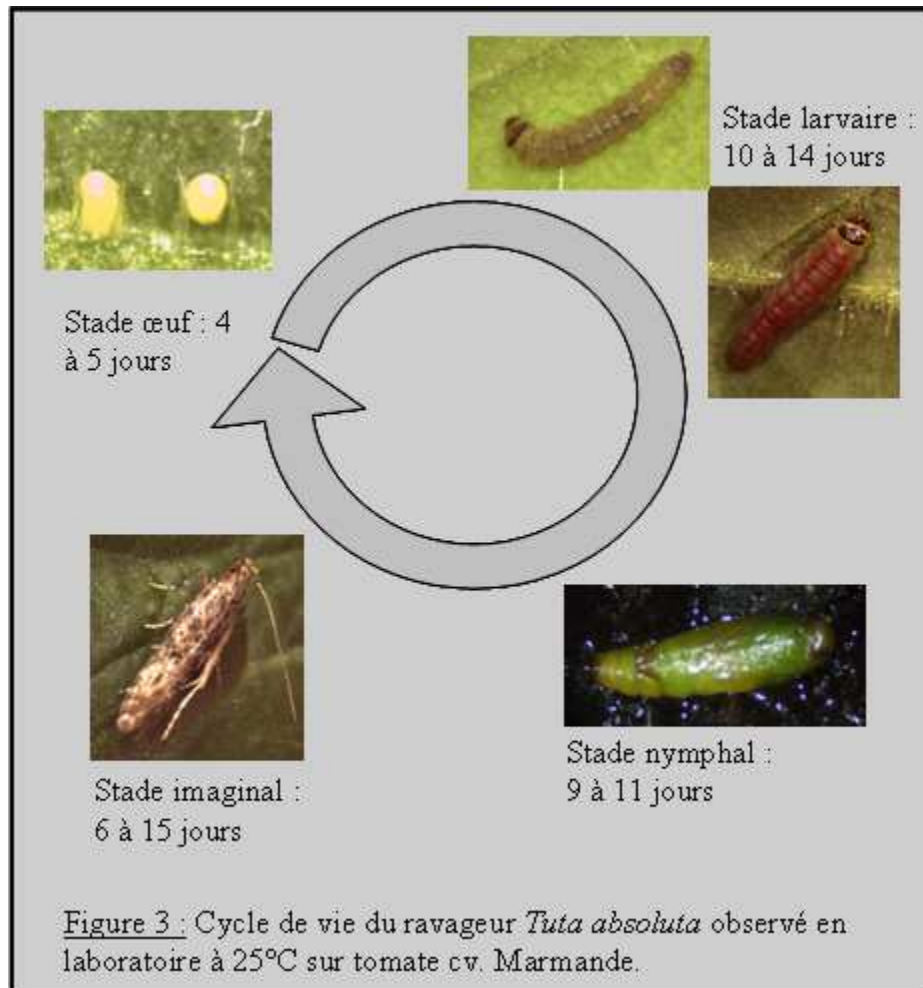 Stade larvaire :
10 à 14 jours
Stade œuf : 4
à 5 jours
Stade nymphal :
9 à 11 jours
Stade imaginal :
6 à 15 jours
Figure 3 : Cycle de vie du ravageur Tuta absoluta observé en
laboratoire à 25°C sur tomate cv. Marmande.